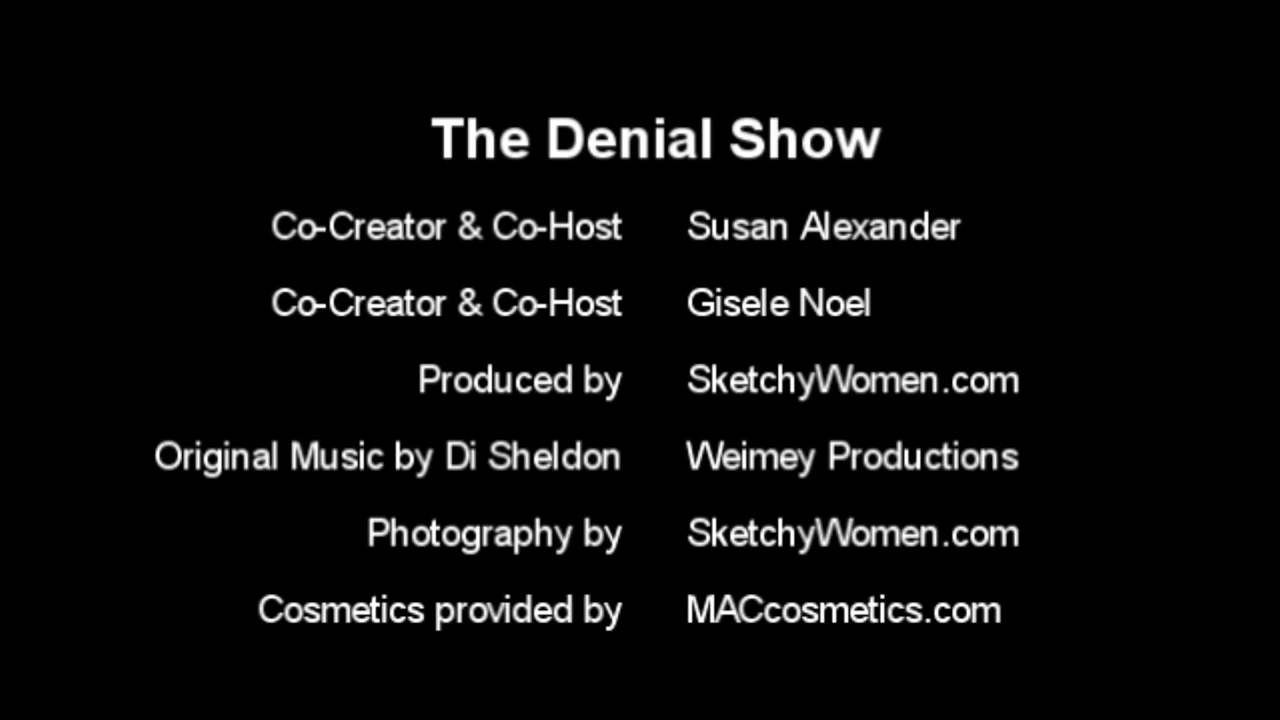 The Denial Show
Co-Creator & Co-Host Susan Alexander
Co-Creator & Co-Host Gisele Noel
Produced by SketchyWomen.com
Original Music by Di Sheldon Weimey Productions
Photography by SketchyWomen.com
Cosmetics provided by MACcosmetics.com